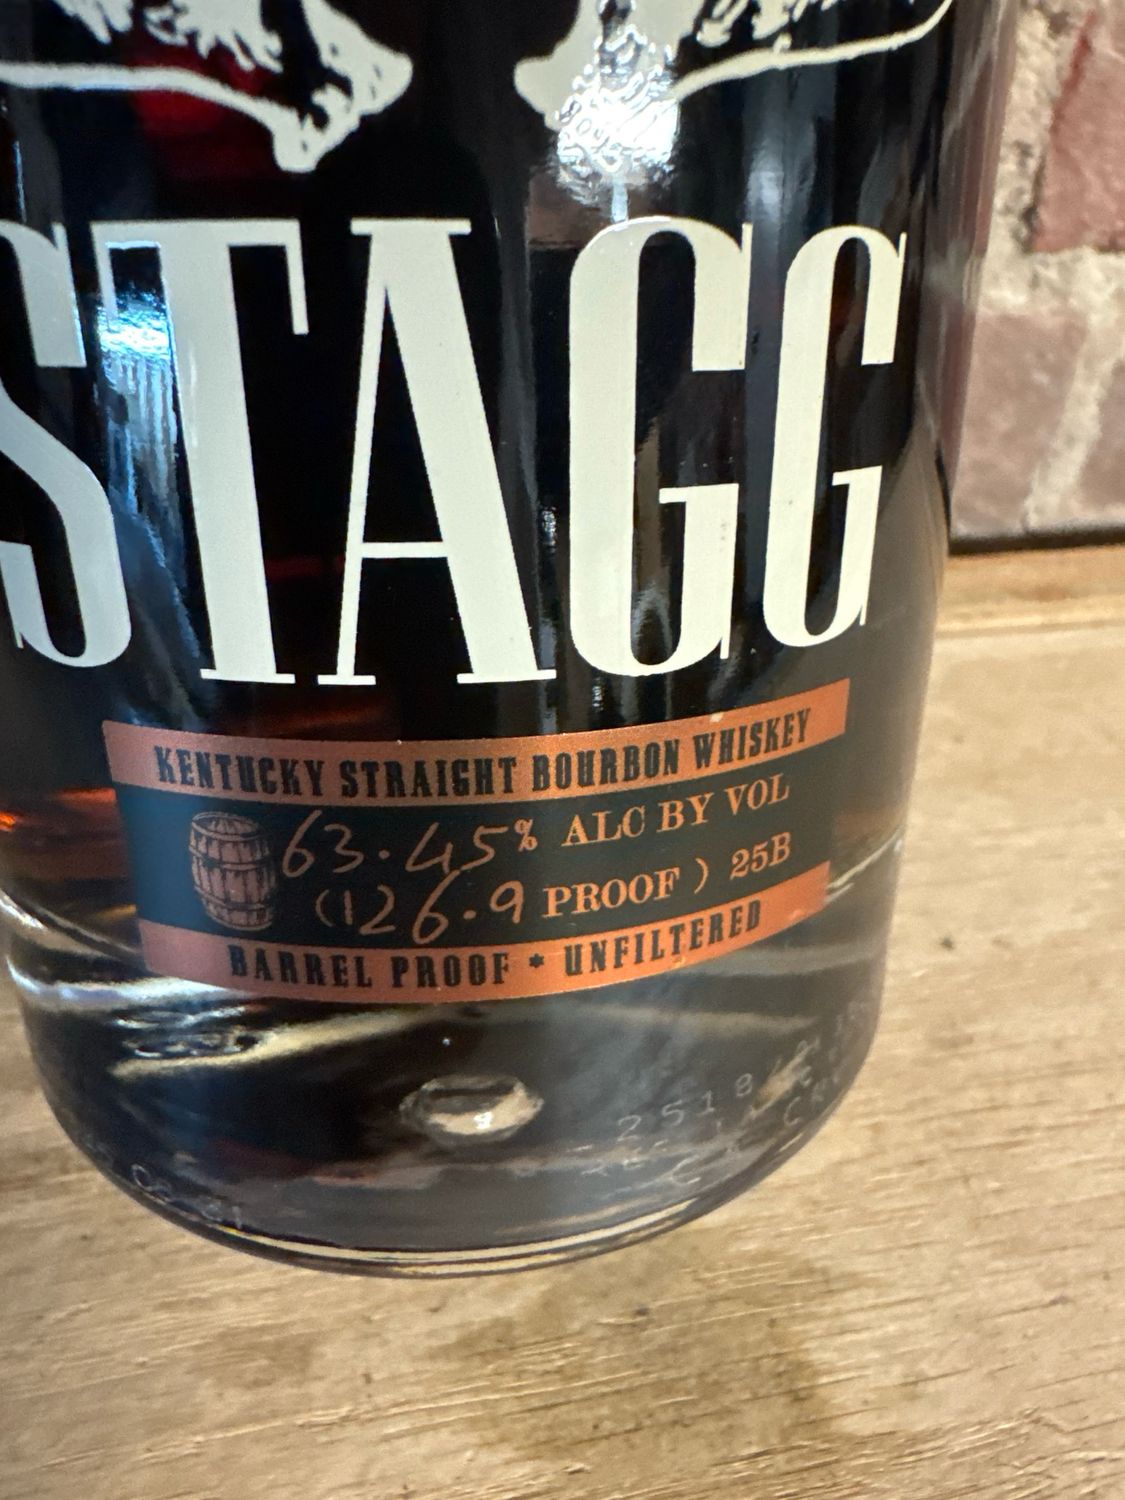 STAGG
KENTUCKY STRAIGHT BOURBON WHISKEY
63.45% ALC BY VOL
(126.9 PROOF) 25B
BARREL PROOF * UNFILTERED